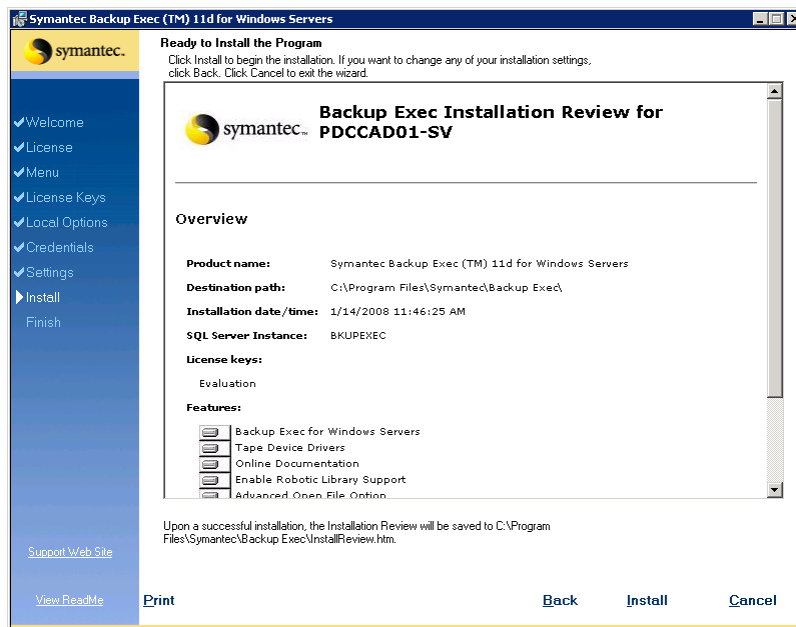 Symantec Backup Exec (TM) 11d for Windows Servers
symantec.
Ready to Install the Program
Click Install to begin the installation. If you want to change any of your installation settings,
click Back. Click Cancel to exit the wizard.
Welcome
License
Menu
License Keys
Local Options
Credentials
Settings
Install
Finish
Support Web Site
View ReadMe
symantec™
Backup Exec Installation Review for
PDCCAD01-SV
Overview
Product name: Symantec Backup Exec (TM) 11d for Windows Servers
Destination path: C:\Program Files\Symantec\Backup Exec\
Installation date/time: 1/14/2008 11:46:25 AM
SQL Server Instance: BKUPEXEC
License keys:
Evaluation
Features:
Backup Exec for Windows Servers
Tape Device Drivers
Online Documentation
Enable Robotic Library Support
Advanced Open File Option
Upon a successful installation, the Installation Review will be saved to C:\Program
Files\Symantec\Backup Exec\InstallReview.htm.
Print Back Install Cancel